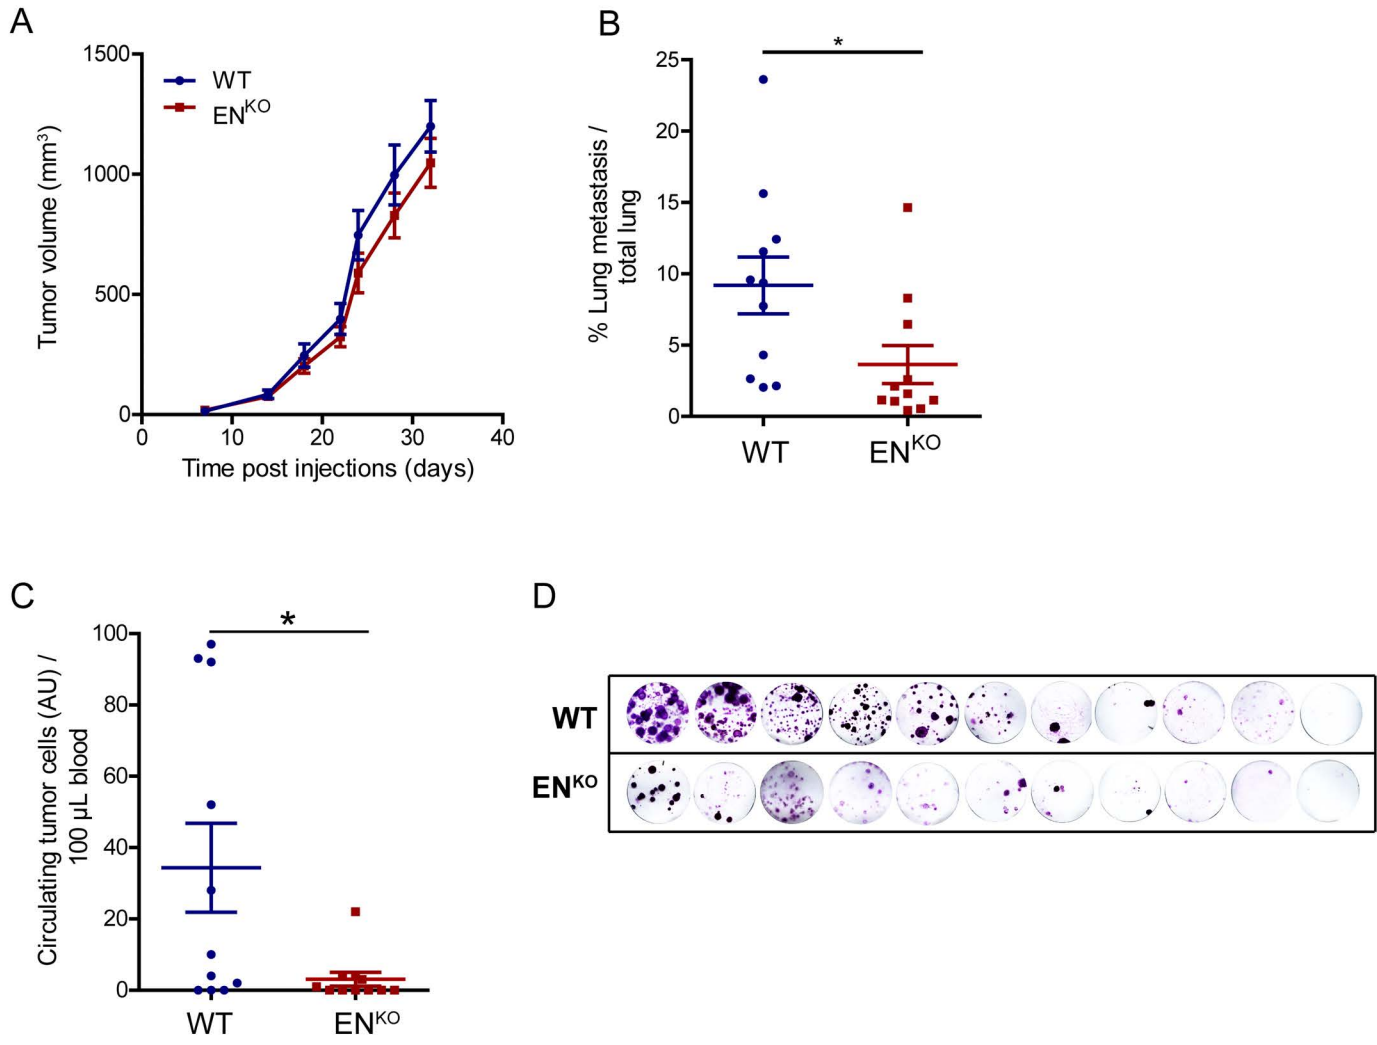 A
1500
1000
500
0
Tumor volume (mm³)
WT
EN^KO
0 10 20 30 40
Time post injections (days)
B
*
25
20
15
10
5
0
% Lung metastasis /
total lung
WT EN^KO
C
*
100
80
60
40
20
0
Circulating tumor cells (AU) /
100 µL blood
WT EN^KO
D
WT
EN^KO